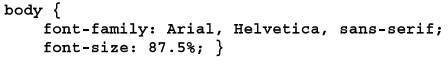 body {
    font-family: Arial, Helvetica, sans-serif;
    font-size: 87.5%; }